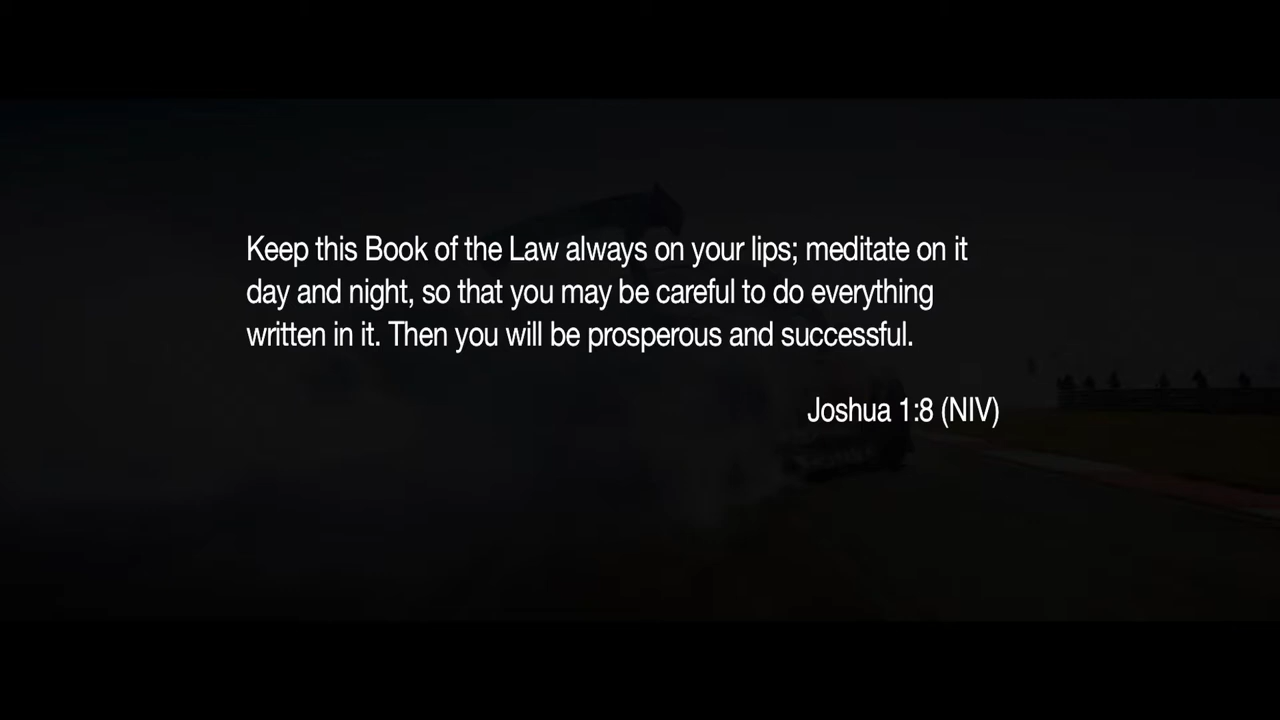 Keep this Book of the Law always on your lips; meditate on it
day and night, so that you may be careful to do everything
written in it. Then you will be prosperous and successful.
Joshua 1:8 (NIV)